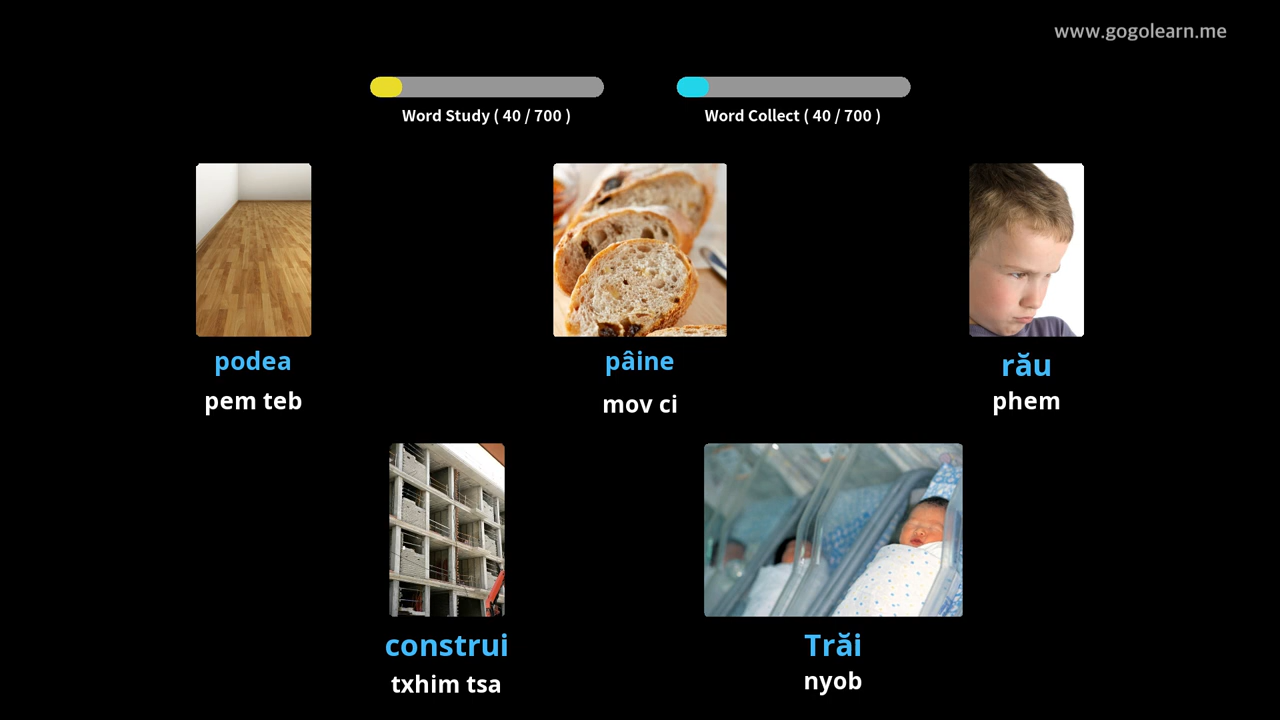 www.gogolearn.me
Word Study ( 40 / 700 )
Word Collect ( 40 / 700 )
podea
pem teb
pâine
mov ci
rău
phem
construi
txhim tsa
Trăi
nyob